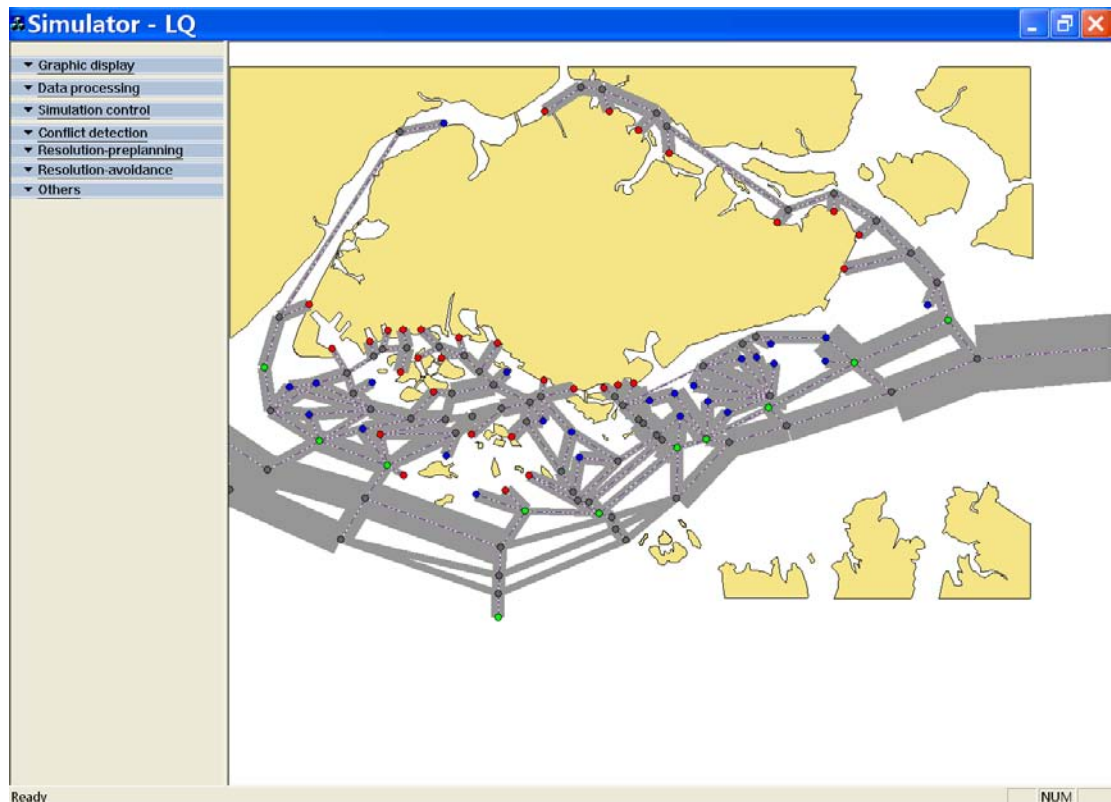 Simulator - LQ
Graphic display
Data processing
Simulation control
Conflict detection
Resolution-preplanning
Resolution-avoidance
Others
Ready
NUM